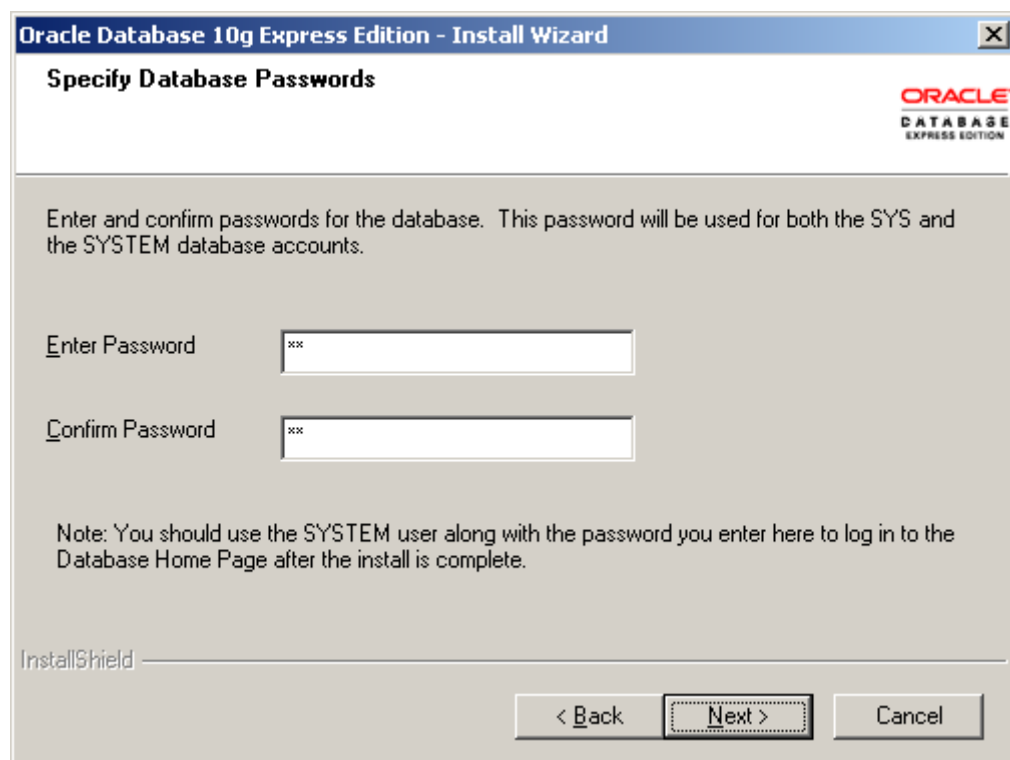 Oracle Database 10g Express Edition - Install Wizard
Specify Database Passwords
ORACLE
DATABASE
EXPRESS EDITION
Enter and confirm passwords for the database.  This password will be used for both the SYS and
the SYSTEM database accounts.
Enter Password
**
Confirm Password
**
Note: You should use the SYSTEM user along with the password you enter here to log in to the
Database Home Page after the install is complete.
InstallShield
< Back
Next >
Cancel